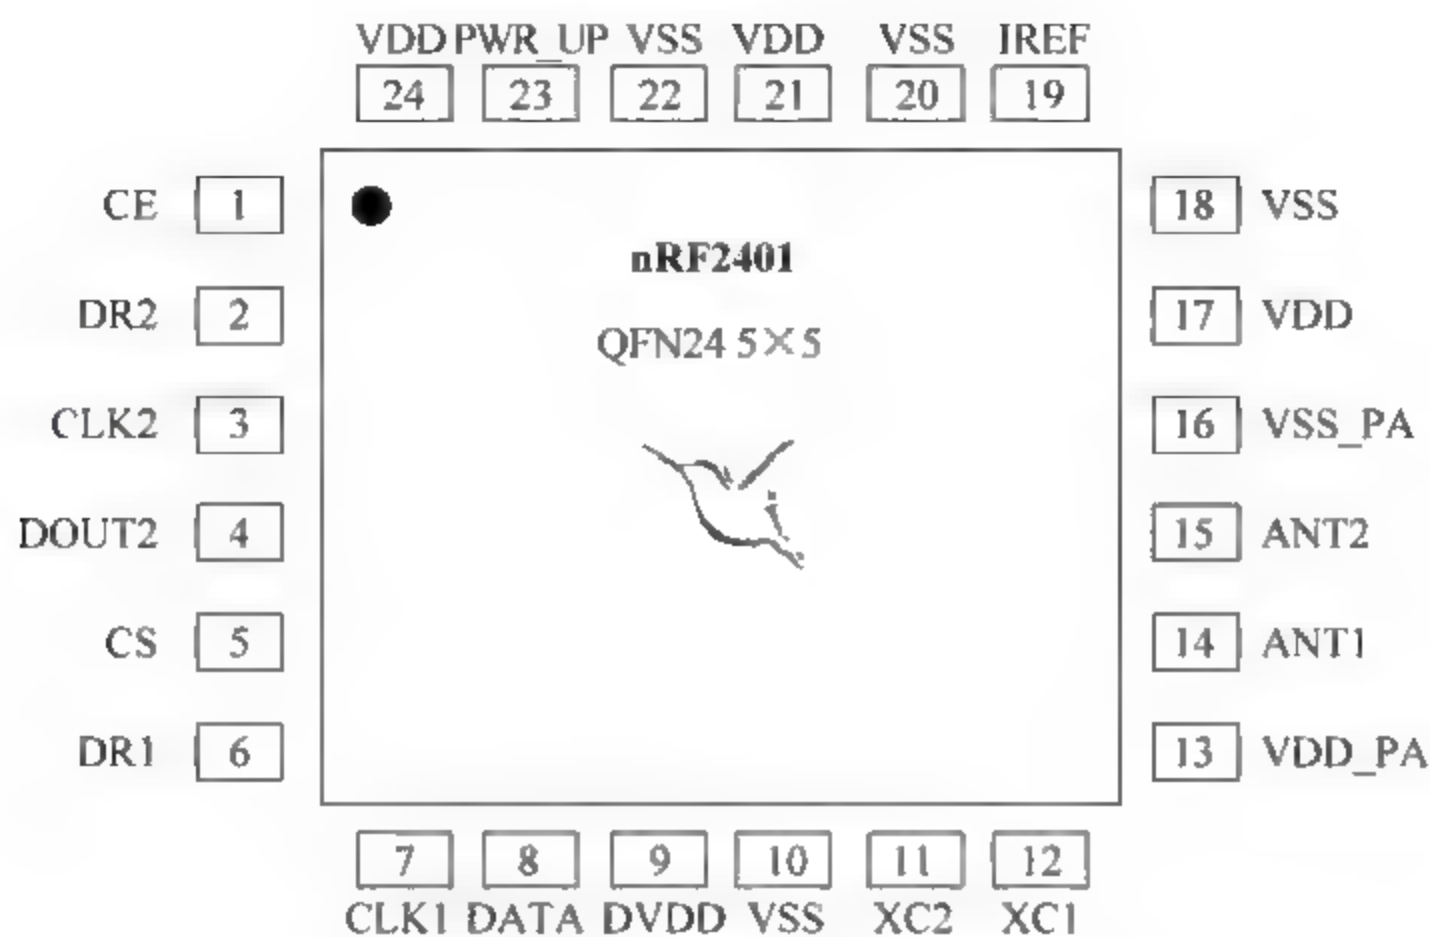 VDD PWR_UP VSS VDD VSS IREF
24 23 22 21 20 19
CE 1 18 VSS
nRF2401
DR2 2 17 VDD
QFN24 5×5
CLK2 3 16 VSS_PA
DOUT2 4 15 ANT2
CS 5 14 ANT1
DR1 6 13 VDD_PA
7 8 9 10 11 12
CLK1 DATA DVDD VSS XC2 XC1